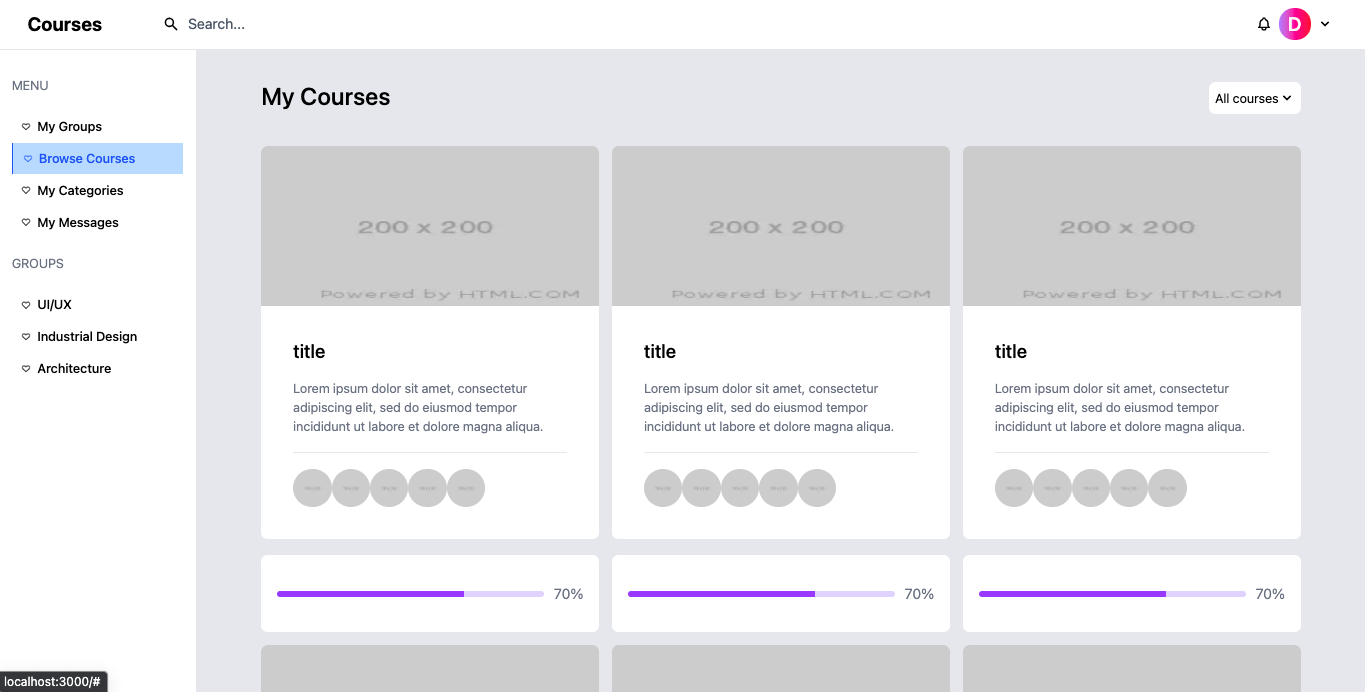 Courses
Search...
D
MENU
My Groups
Browse Courses
My Categories
My Messages
GROUPS
UI/UX
Industrial Design
Architecture
My Courses
All courses
200 x 200
Powered by HTML.COM
title
Lorem ipsum dolor sit amet, consectetur
adipiscing elit, sed do eiusmod tempor
incididunt ut labore et dolore magna aliqua.
70%
200 x 200
Powered by HTML.COM
title
Lorem ipsum dolor sit amet, consectetur
adipiscing elit, sed do eiusmod tempor
incididunt ut labore et dolore magna aliqua.
70%
200 x 200
Powered by HTML.COM
title
Lorem ipsum dolor sit amet, consectetur
adipiscing elit, sed do eiusmod tempor
incididunt ut labore et dolore magna aliqua.
70%
localhost:3000/#